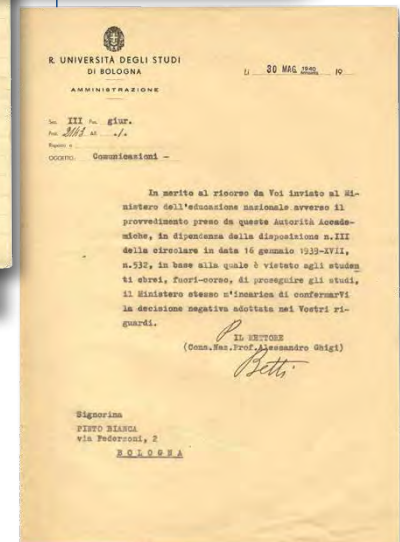 R. UNIVERSITÀ DEGLI STUDI
DI BOLOGNA
AMMINISTRAZIONE
li 30 MAG. 1940 19
Sez. III Fas. giur.
Prot. All. ./.
Risposta a
OGGETTO: Comunicazioni -
In merito al ricorso da Voi inviato al Mi-
nistero dell'educazione nazionale avverso il
provvedimento preso da queste Autorità Accade-
miche, in dipendenza della disposizione n.III
della circolare in data 16 gennaio 1939-XVII,
n.532, in base alla quale è vietato agli studen
ti ebrei, fuori-corso, di proseguire gli studi,
il Ministero stesso m'incarica di confermarVi
la decisione negativa adottata nei Vostri ri-
guardi.
P IL RETTORE
(Cons.Naz.Prof.Alessandro Ghigi)
Betti
Signorina
PINTO BIANCA
via Pederzoni, 2
BOLOGNA